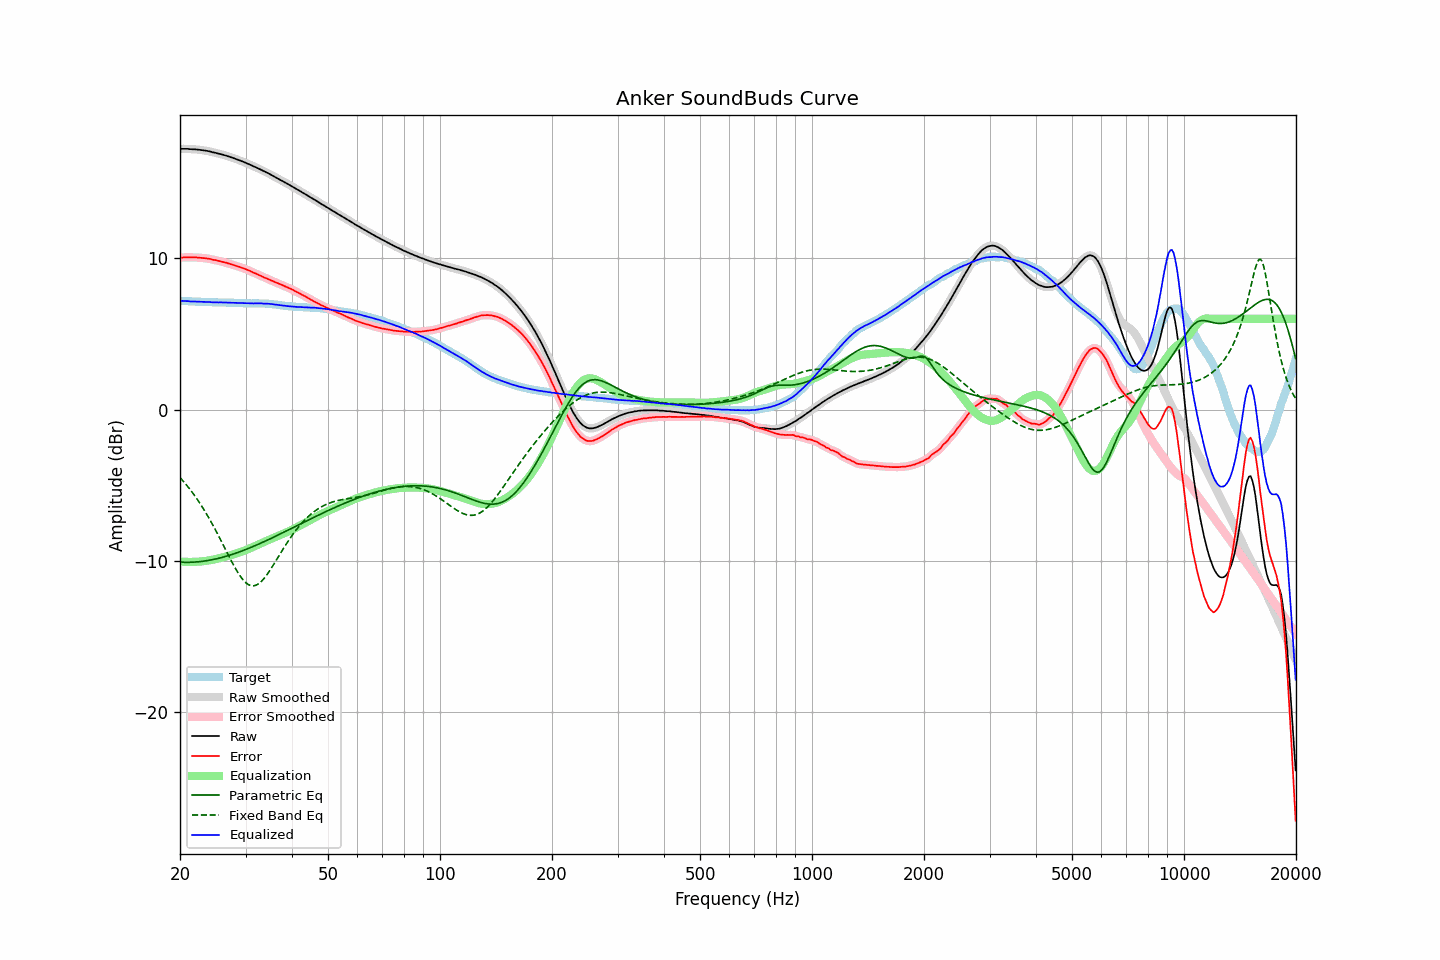 Anker SoundBuds Curve
Amplitude (dBr)
10
0
−10
−20
Target
Raw Smoothed
Error Smoothed
Raw
Error
Equalization
Parametric Eq
Fixed Band Eq
Equalized
20 50 100 200 500 1000 2000 5000 10000 20000
Frequency (Hz)